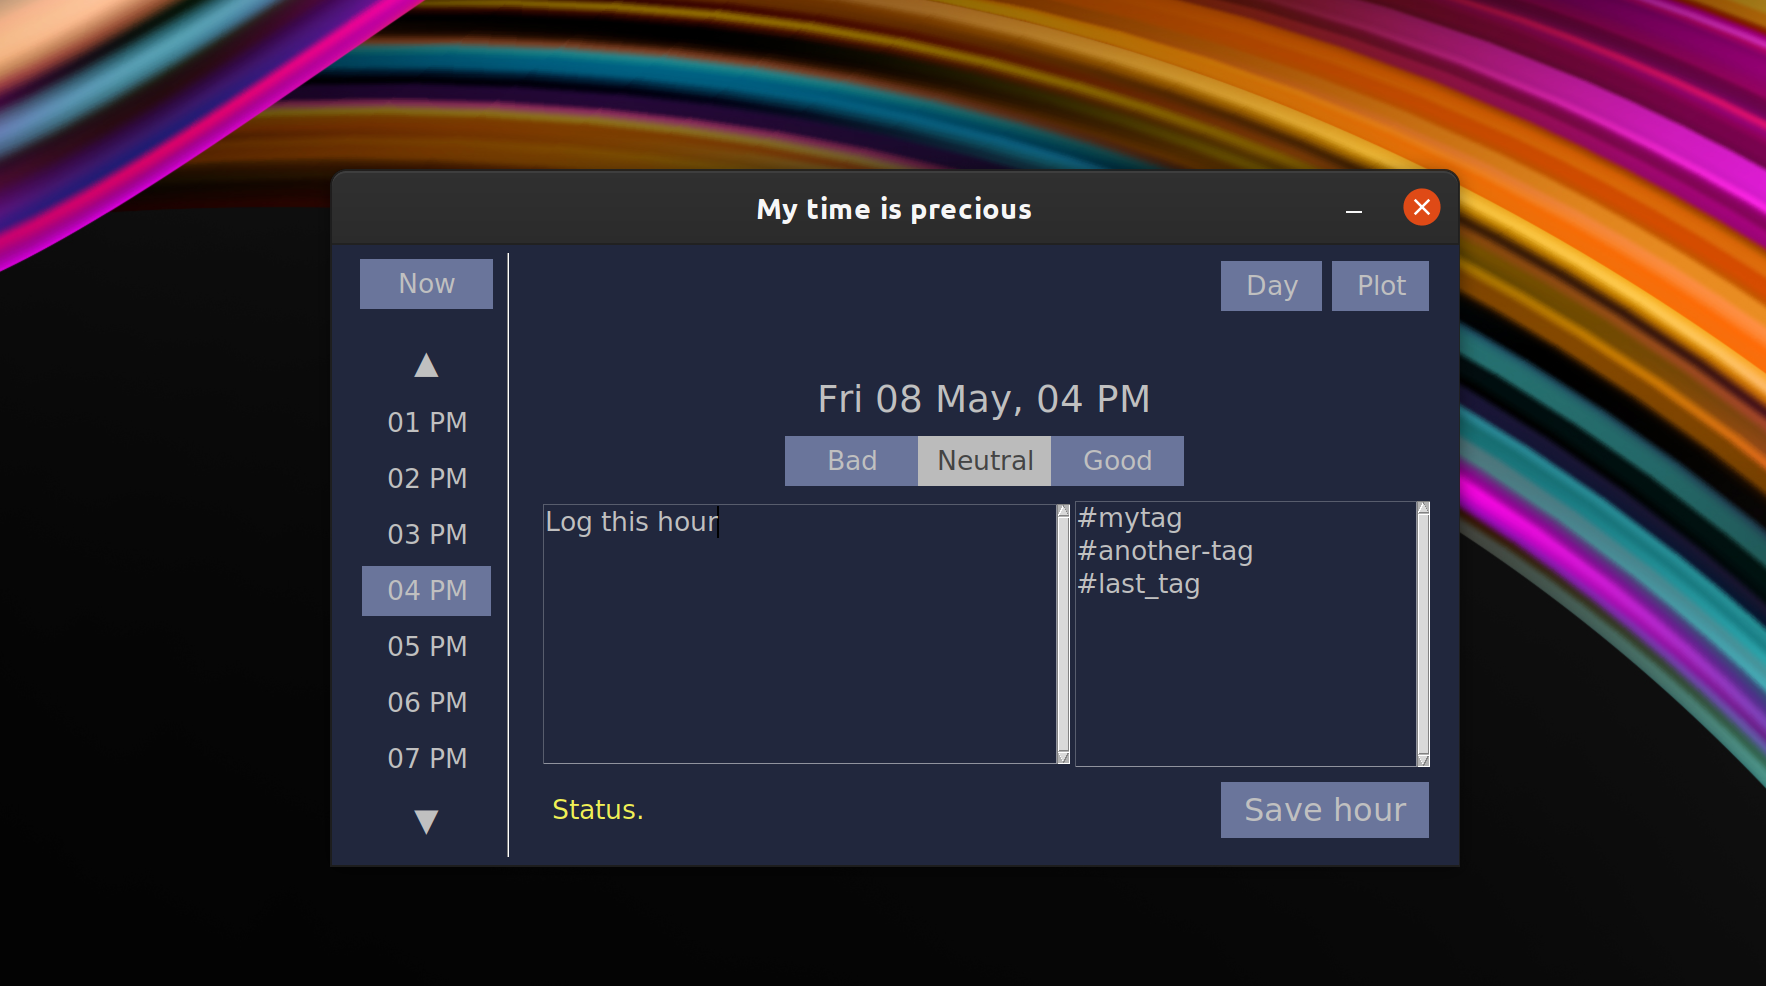 My time is precious
Now
Day
Plot
▲
01 PM
02 PM
03 PM
04 PM
05 PM
06 PM
07 PM
▼
Fri 08 May, 04 PM
Bad
Neutral
Good
Log this hour
#mytag
#another-tag
#last_tag
Status.
Save hour